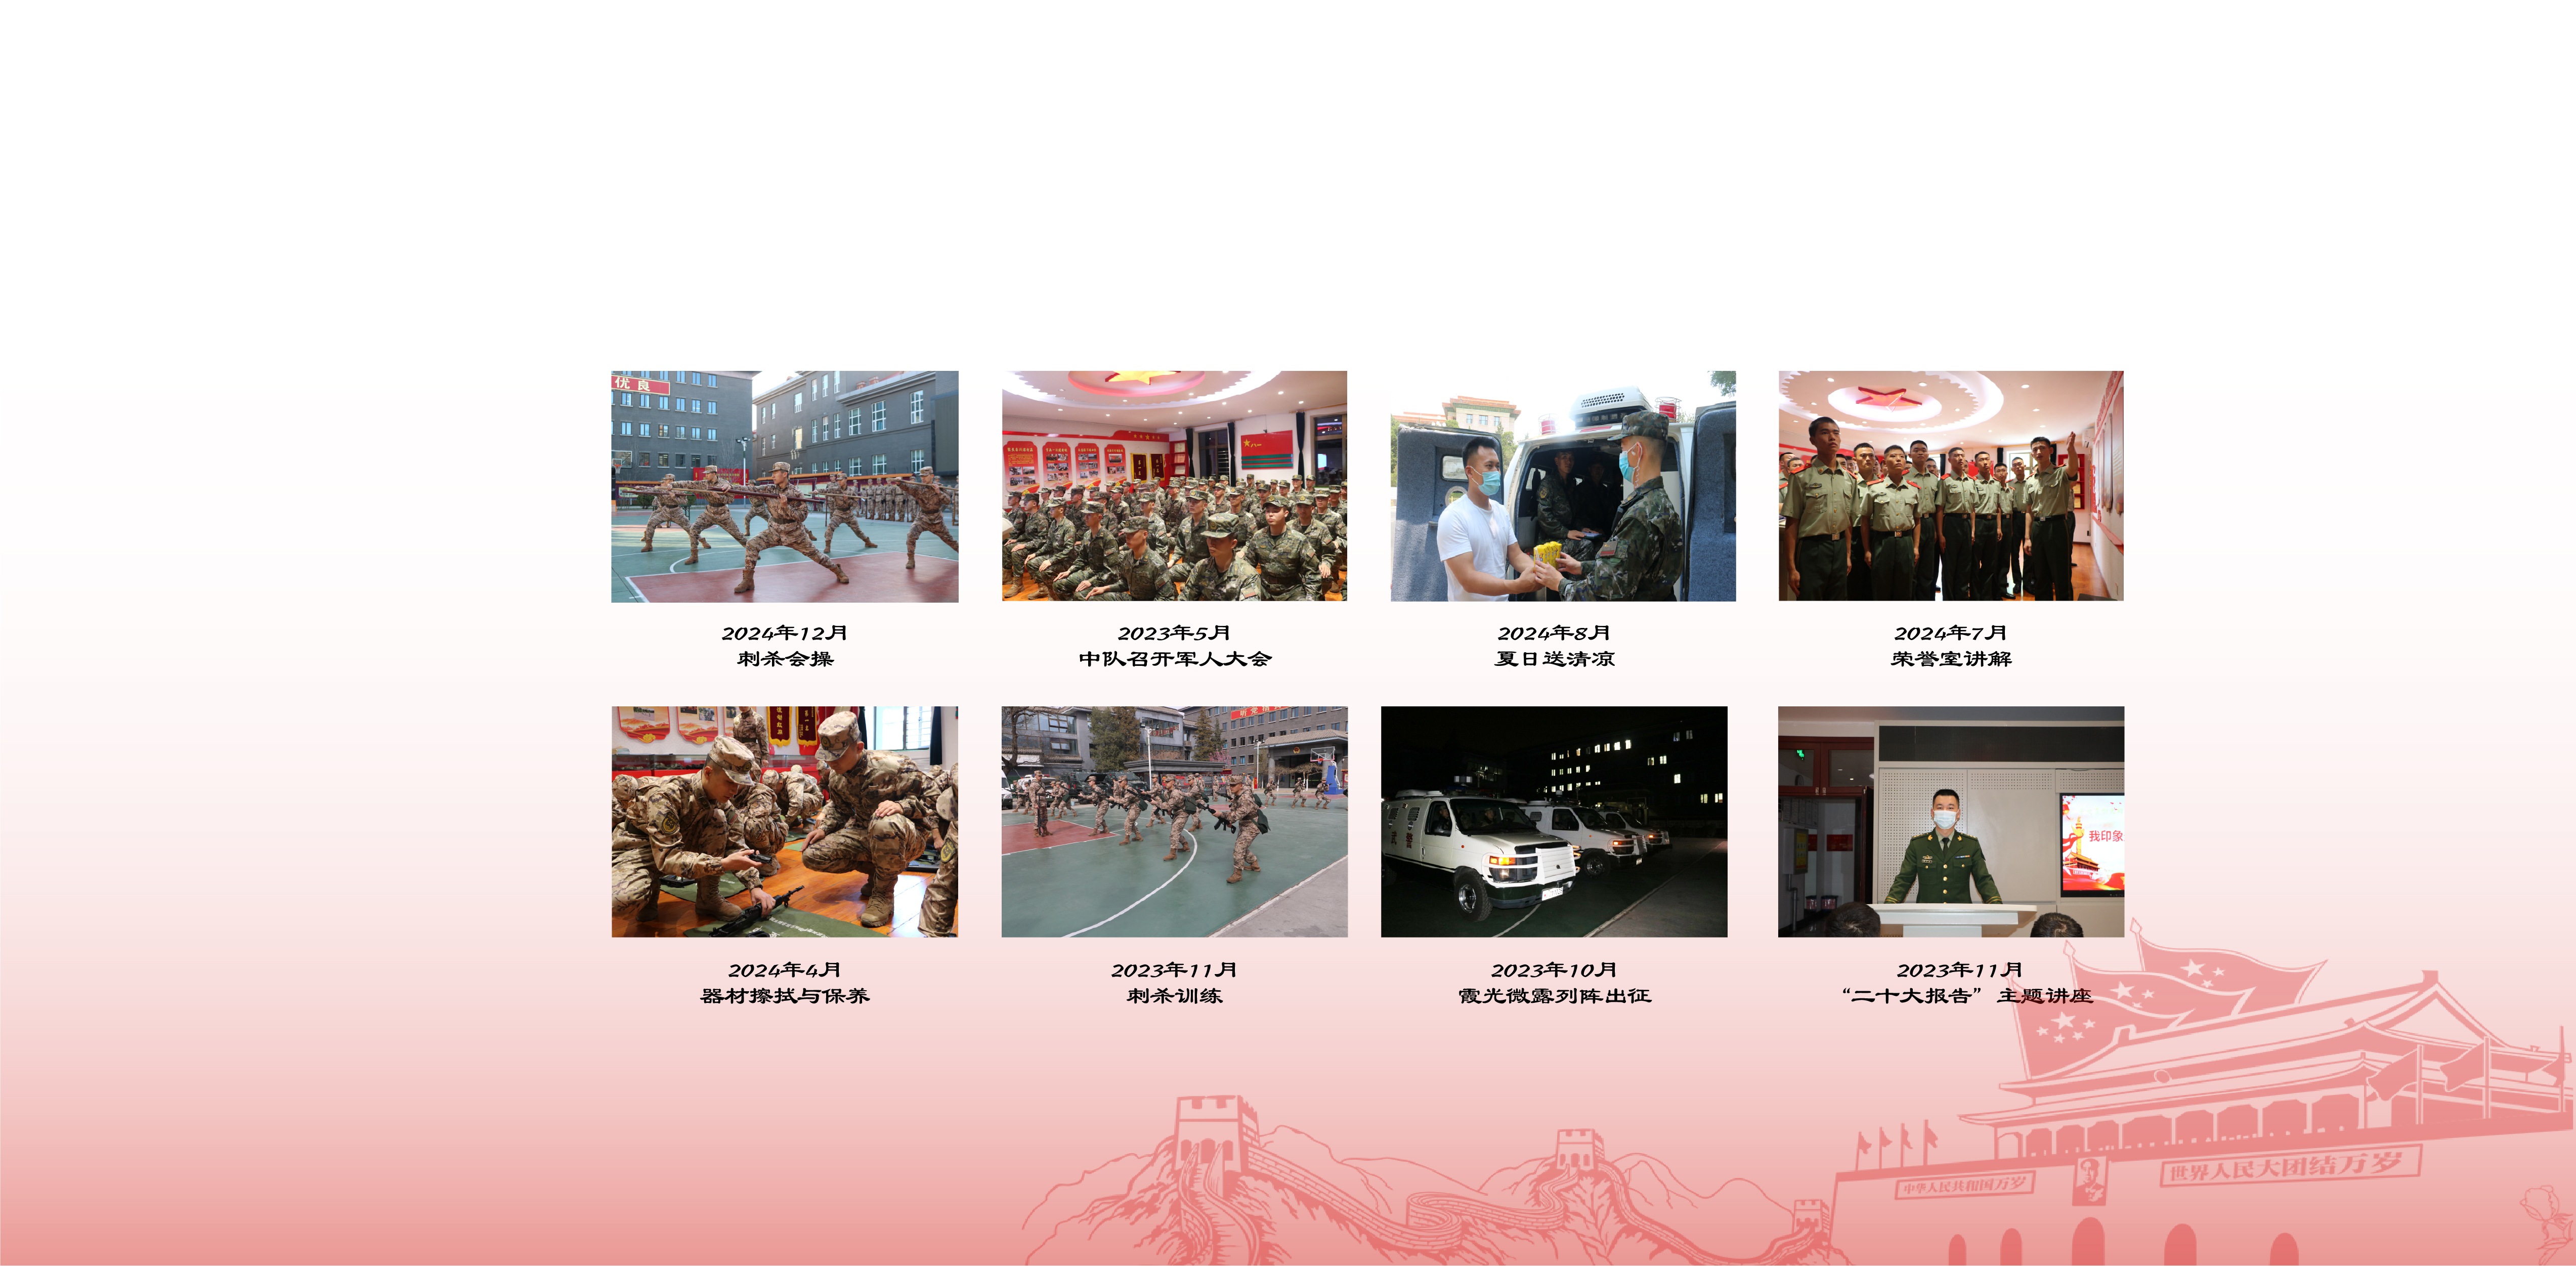 优良
2024年12月
刺杀会操
2023年5月
中队召开军人大会
2024年8月
夏日送清凉
2024年7月
荣誉室讲解
我印象
2024年4月
器材擦拭与保养
2023年11月
刺杀训练
2023年10月
霞光微露列阵出征
2023年11月
“二十大报告”主题讲座
中华人民共和国万岁
世界人民大团结万岁